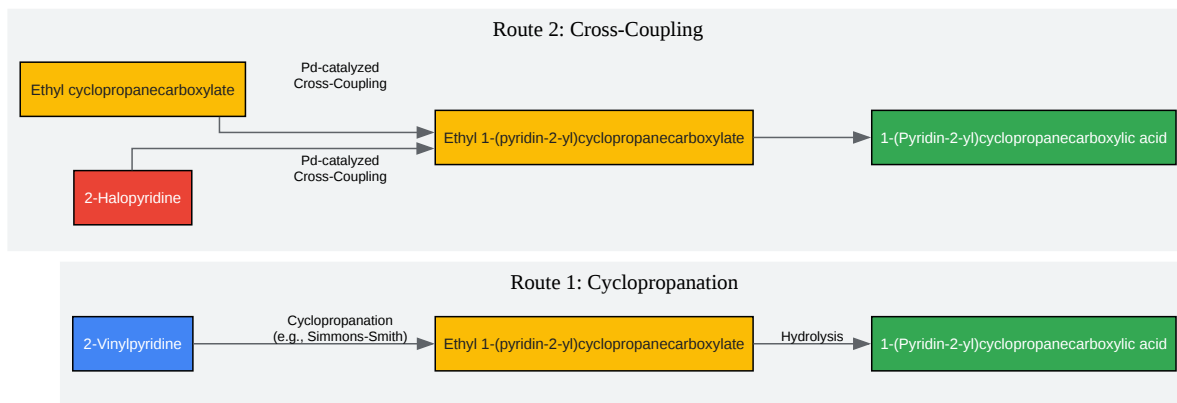 Route 2: Cross-Coupling
Ethyl cyclopropanecarboxylate
Pd-catalyzed
Cross-Coupling
Ethyl 1-(pyridin-2-yl)cyclopropanecarboxylate
1-(Pyridin-2-yl)cyclopropanecarboxylic acid
Pd-catalyzed
Cross-Coupling
2-Halopyridine
Route 1: Cyclopropanation
2-Vinylpyridine
Cyclopropanation
(e.g., Simmons-Smith)
Ethyl 1-(pyridin-2-yl)cyclopropanecarboxylate
Hydrolysis
1-(Pyridin-2-yl)cyclopropanecarboxylic acid